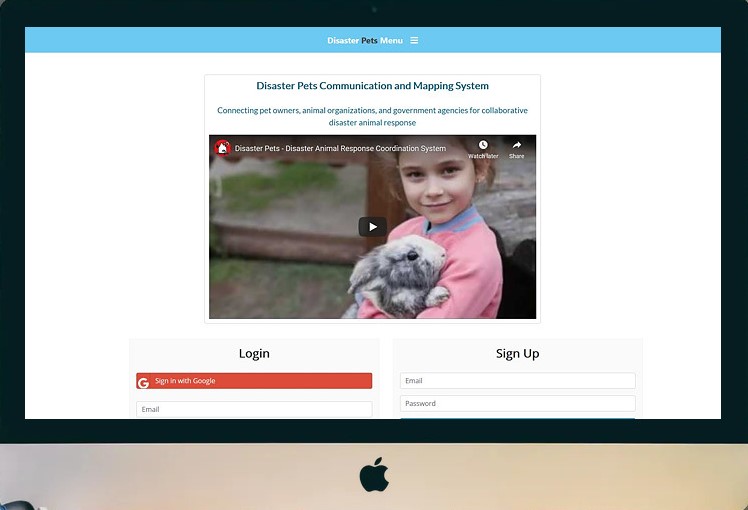 Disaster Pets Menu
Disaster Pets Communication and Mapping System
Connecting pet owners, animal organizations, and government agencies for collaborative
disaster animal response
Disaster Pets - Disaster Animal Response Coordination System
Watch later
Share
Login
Sign Up
G Sign in with Google
Email
Email
Password